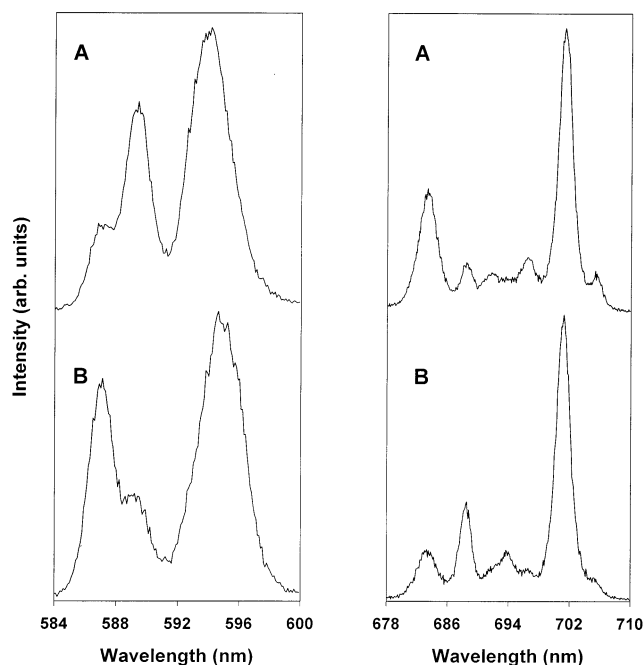 A
A
B
B
Intensity (arb. units)
584 588 592 596 600
678 686 694 702 710
Wavelength (nm)
Wavelength (nm)